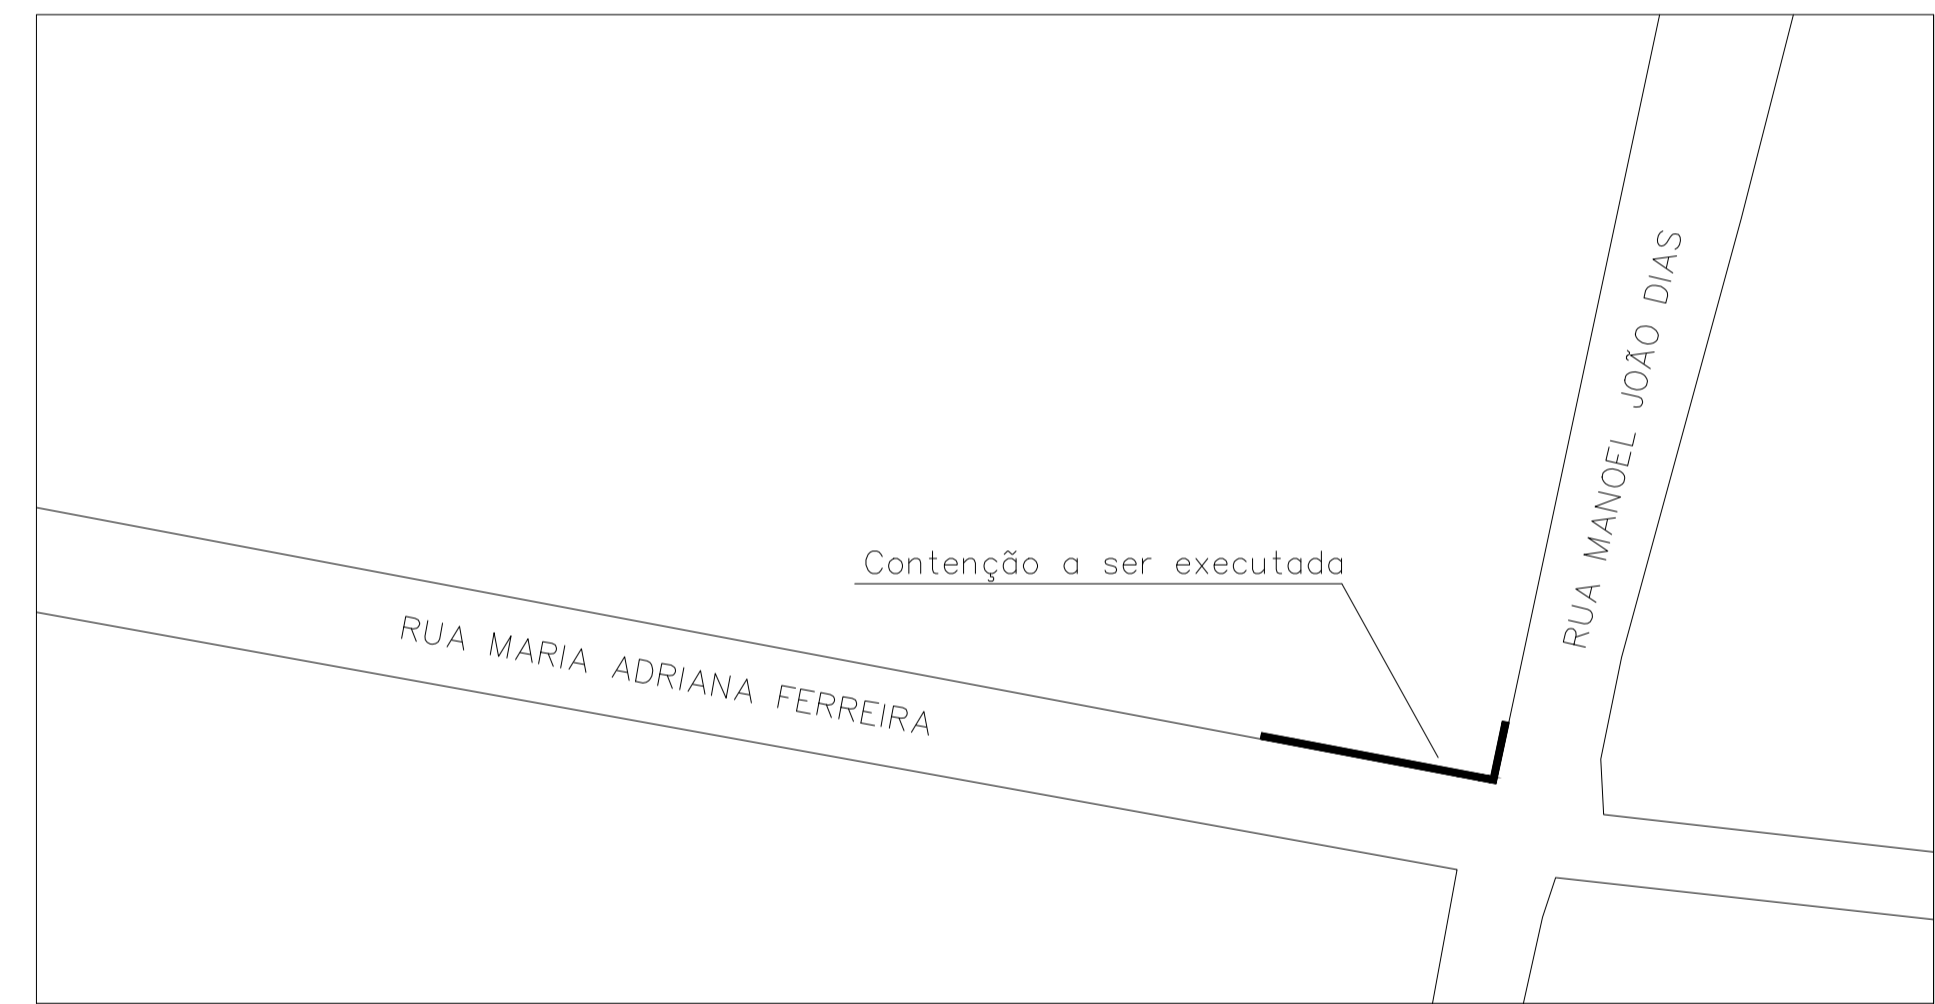 RUA MANOEL JOÃO DIAS
Contenção a ser executada
RUA MARIA ADRIANA FERREIRA